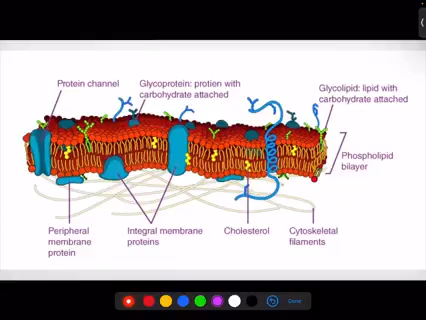 Protein channel
Glycoprotein: protien with
carbohydrate attached
Glycolipid: lipid with
carbohydrate attached
Phospholipid
bilayer
Peripheral
membrane
protein
Integral membrane
proteins
Cholesterol
Cytoskeletal
filaments
Done